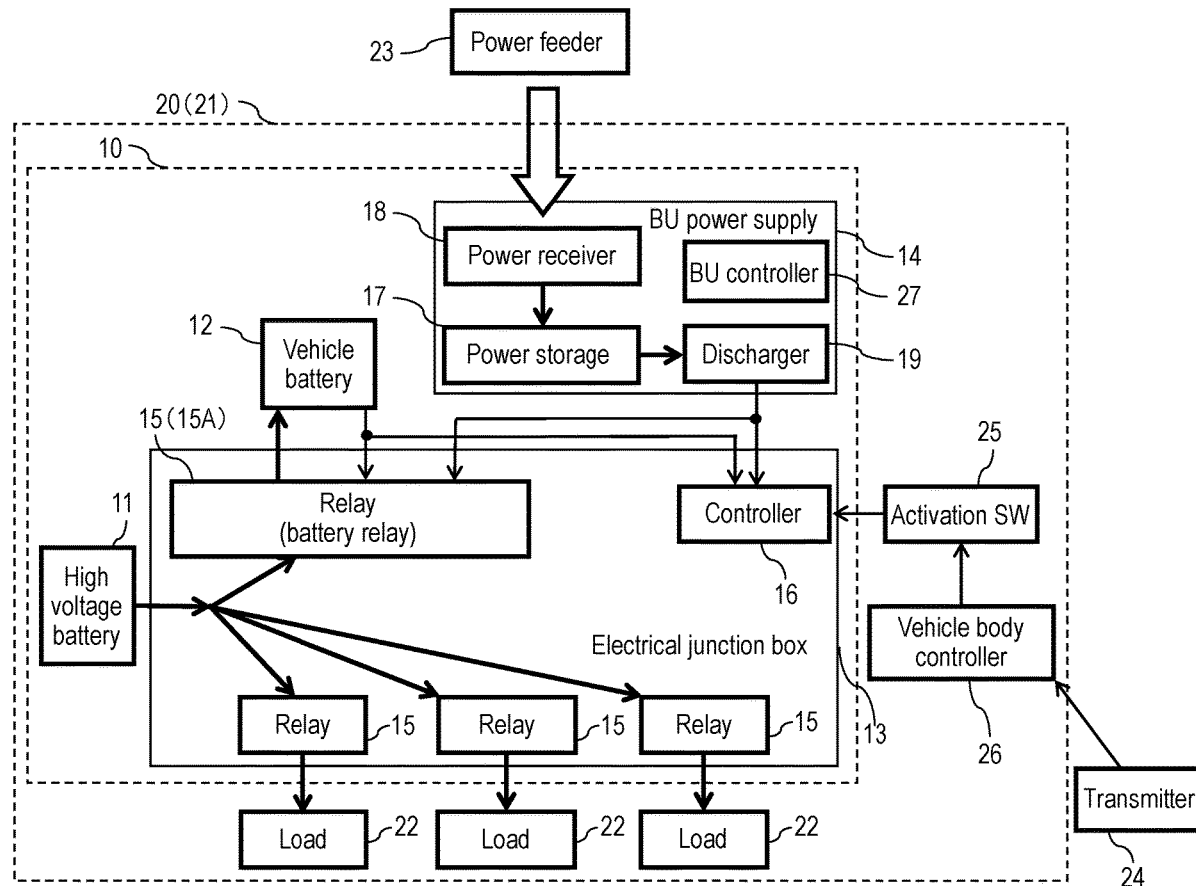 Power feeder
23
20(21)
10
BU power supply
18
Power receiver
14
BU controller
27
17
12
Vehicle
battery
Power storage
Discharger
19
15(15A)
25
Relay
(battery relay)
Controller
Activation SW
11
16
High
voltage
battery
Vehicle body
controller
Electrical junction box
Relay
15
Relay
15
Relay
15
13
26
Load
22
Load
22
Load
22
Transmitter
24